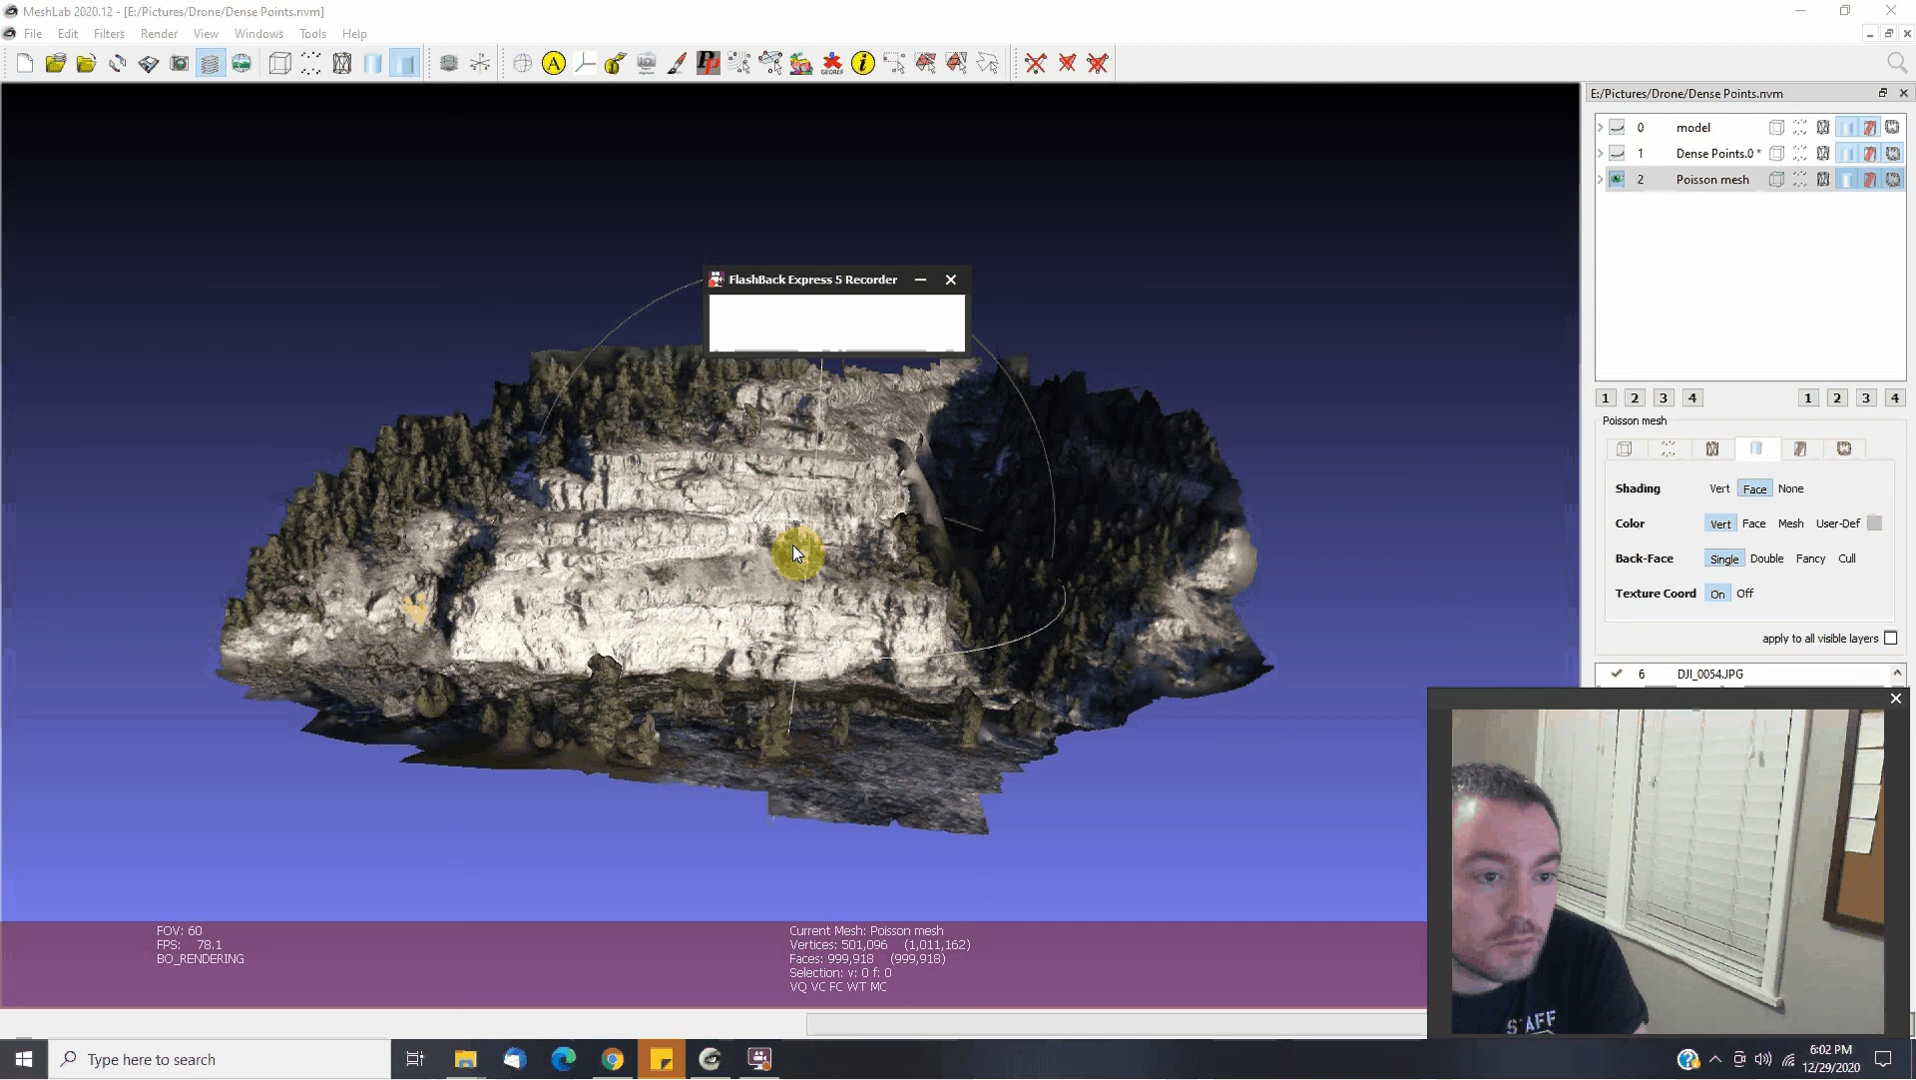 MeshLab 2020.12 - [E:/Pictures/Drone/Dense Points.nvm]
File Edit Filters Render View Windows Tools Help
A
Pp
GEOREF
i
E:/Pictures/Drone/Dense Points.nvm
0 model
1 Dense Points.0 *
2 Poisson mesh
FlashBack Express 5 Recorder
1 2 3 4 1 2 3 4
Poisson mesh
Shading Vert Face None
Color Vert Face Mesh User-Def
Back-Face Single Double Fancy Cull
Texture Coord On Off
apply to all visible layers
6 DJI_0054.JPG
STAFF
FOV: 60
FPS: 78.1
BO_RENDERING
Current Mesh: Poisson mesh
Vertices: 501,096 (1,011,162)
Faces: 999,918 (999,918)
Selection: v: 0 f: 0
VQ VC FC WT MC
Type here to search
6:02 PM
12/29/2020